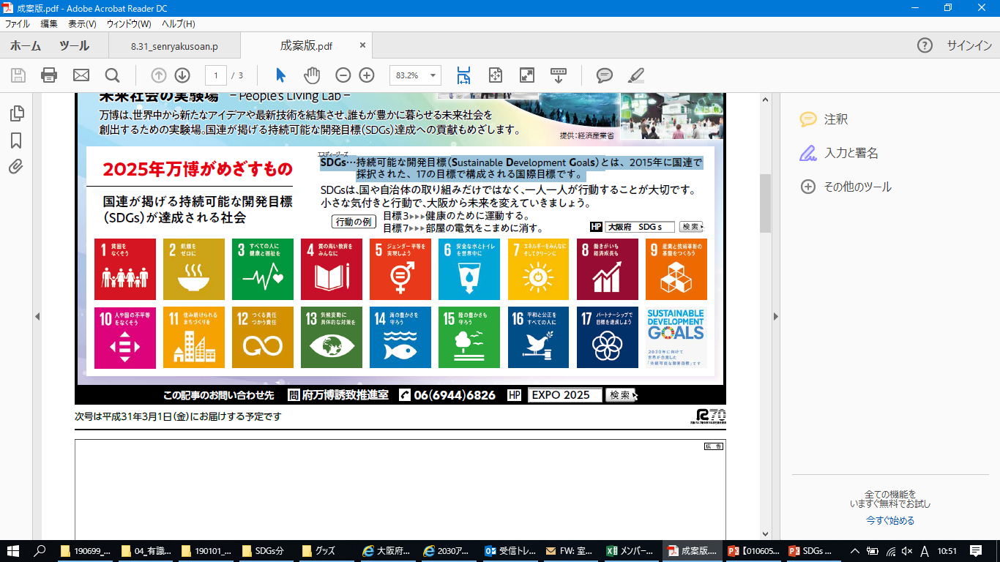 成案版.pdf - Adobe Acrobat Reader DC
ファイル 編集 表示(V) ウィンドウ(W) ヘルプ(H)
ホーム ツール 8.31_senryakusoan.p 成案版.pdf × ? サインイン
1 / 3 83.2%
未来社会の実験場 －People's Living Lab－
万博は、世界中から新たなアイデアや最新技術を結集させ、誰もが豊かに暮らせる未来社会を
創出するための実験場。国連が掲げる持続可能な開発目標(SDGs)達成への貢献もめざします。
提供：経済産業省
2025年万博がめざすもの
国連が掲げる持続可能な開発目標
（SDGs）が達成される社会
エスディージーズ
SDGs…持続可能な開発目標（Sustainable Development Goals）とは、2015年に国連で
採択された、17の目標で構成される国際目標です。
SDGsは、国や自治体の取り組みだけではなく、一人一人が行動することが大切です。
小さな気付きと行動で、大阪から未来を変えていきましょう。
行動の例
目標3▸▸▸健康のために運動する。
目標7▸▸▸部屋の電気をこまめに消す。
HP 大阪府 SDGｓ 検索
1 貧困を
なくそう
2 飢餓を
ゼロに
3 すべての人に
健康と福祉を
4 質の高い教育を
みんなに
5 ジェンダー平等を
実現しよう
6 安全な水とトイレ
を世界中に
7 エネルギーをみんなに
そしてクリーンに
8 働きがいも
経済成長も
9 産業と技術革新の
基盤をつくろう
10 人や国の不平等
をなくそう
11 住み続けられる
まちづくりを
12 つくる責任
つかう責任
13 気候変動に
具体的な対策を
14 海の豊かさを
守ろう
15 陸の豊かさも
守ろう
16 平和と公正を
すべての人に
17 パートナーシップで
目標を達成しよう
SUSTAINABLE
DEVELOPMENT
GOALS
2030年に向けて
世界が合意した
「持続可能な開発目標」です
この記事のお問い合わせ先 問 府万博誘致推進室 06(6944)6826 HP EXPO 2025 検索
次号は平成31年3月1日(金)にお届けする予定です
R70
広告
注釈
入力と署名
その他のツール
全ての機能を
いますぐ無料でお試し
今すぐ始める
190699_... 04_有識... 190101_... SDGs分 グッズ 大阪府... 2030ア... 受信トレ... FW: 室... メンバー... 成案版.... 【010605... SDGs ... A 10:51